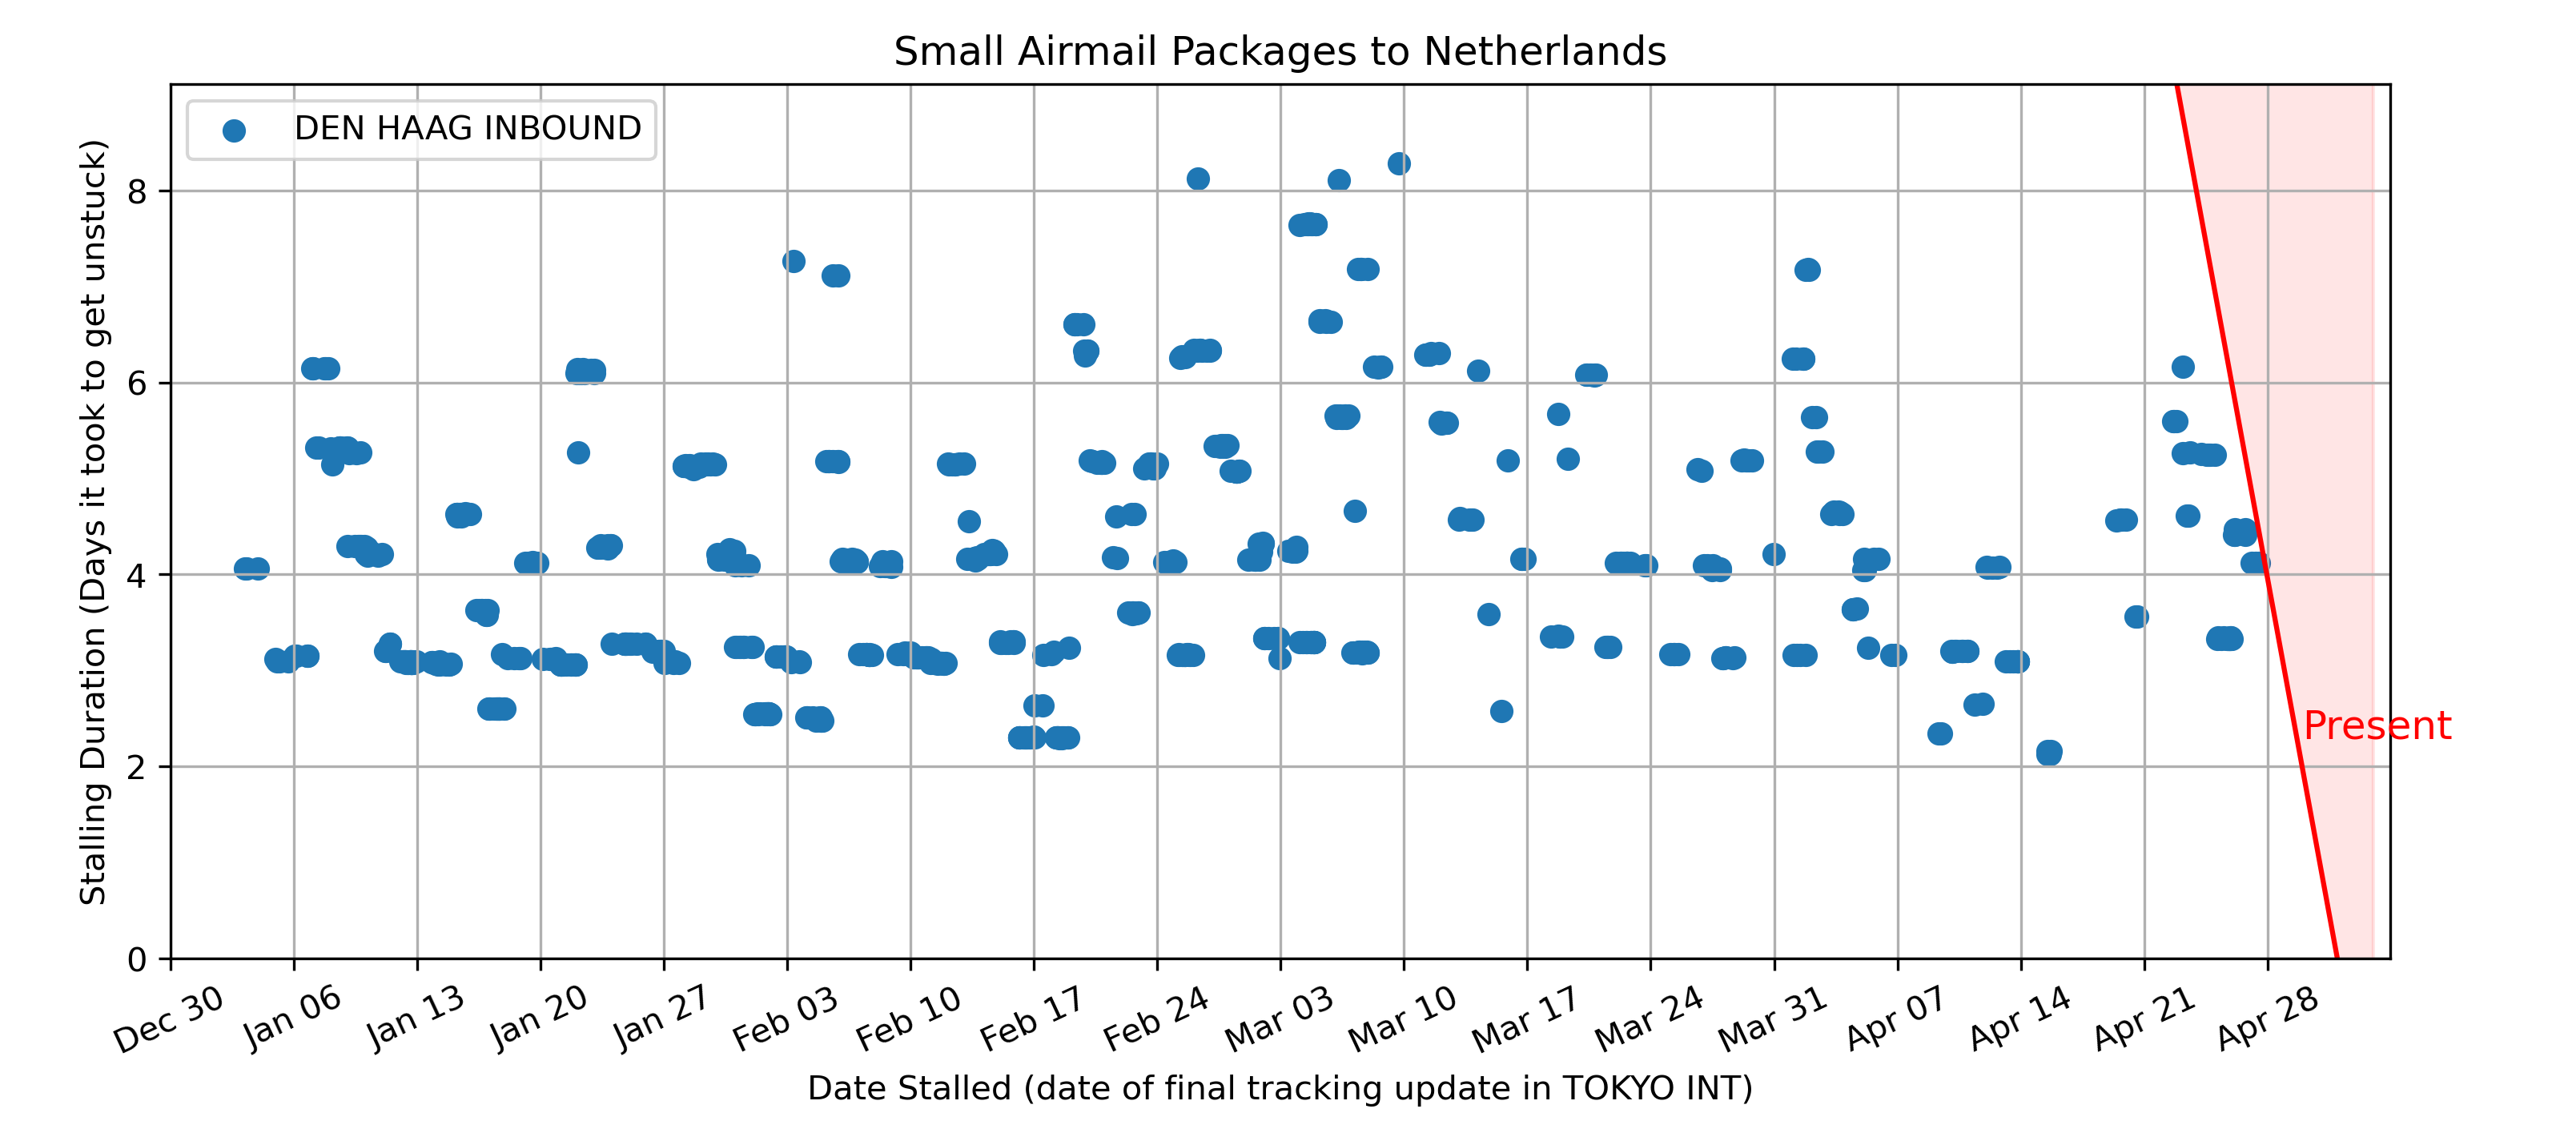 Small Airmail Packages to Netherlands
DEN HAAG INBOUND
Stalling Duration (Days it took to get unstuck)
8
6
4
2
0
Present
Dec 30
Jan 06
Jan 13
Jan 20
Jan 27
Feb 03
Feb 10
Feb 17
Feb 24
Mar 03
Mar 10
Mar 17
Mar 24
Mar 31
Apr 07
Apr 14
Apr 21
Apr 28
Date Stalled (date of final tracking update in TOKYO INT)